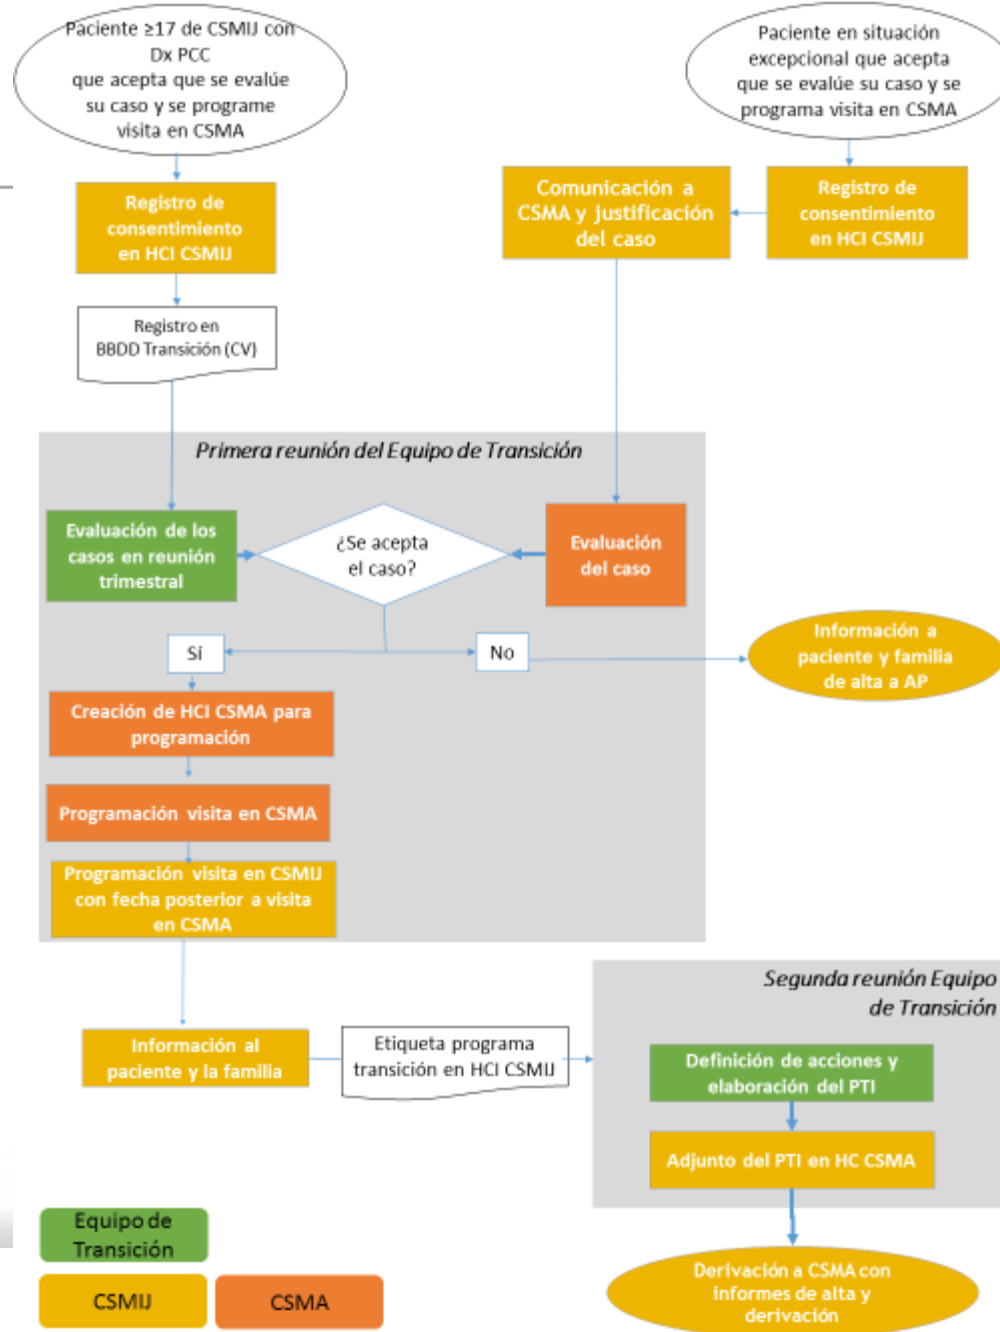 Paciente ≥17 de CSMIJ con
Dx PCC
que acepta que se evalúe
su caso y se programe
visita en CSMA
Paciente en situación
excepcional que acepta
que se evalúe su caso y se
programa visita en CSMA
Registro de
consentimiento
en HCI CSMIJ
Comunicación a
CSMA y justificación
del caso
Registro de
consentimiento
en HCI CSMIJ
Registro en
BBDD Transición (CV)
Primera reunión del Equipo de Transición
Evaluación de los
casos en reunión
trimestral
¿Se acepta
el caso?
Evaluación
del caso
Sí
No
Información a
paciente y familia
de alta a AP
Creación de HCI CSMA para
programación
Programación visita en CSMA
Programación visita en CSMIJ
con fecha posterior a visita
en CSMA
Segunda reunión Equipo
de Transición
Información al
paciente y la familia
Etiqueta programa
transición en HCI CSMIJ
Definición de acciones y
elaboración del PTI
Adjunto del PTI en HC CSMA
Derivación a CSMA con
informes de alta y
derivación
Equipo de
Transición
CSMIJ
CSMA